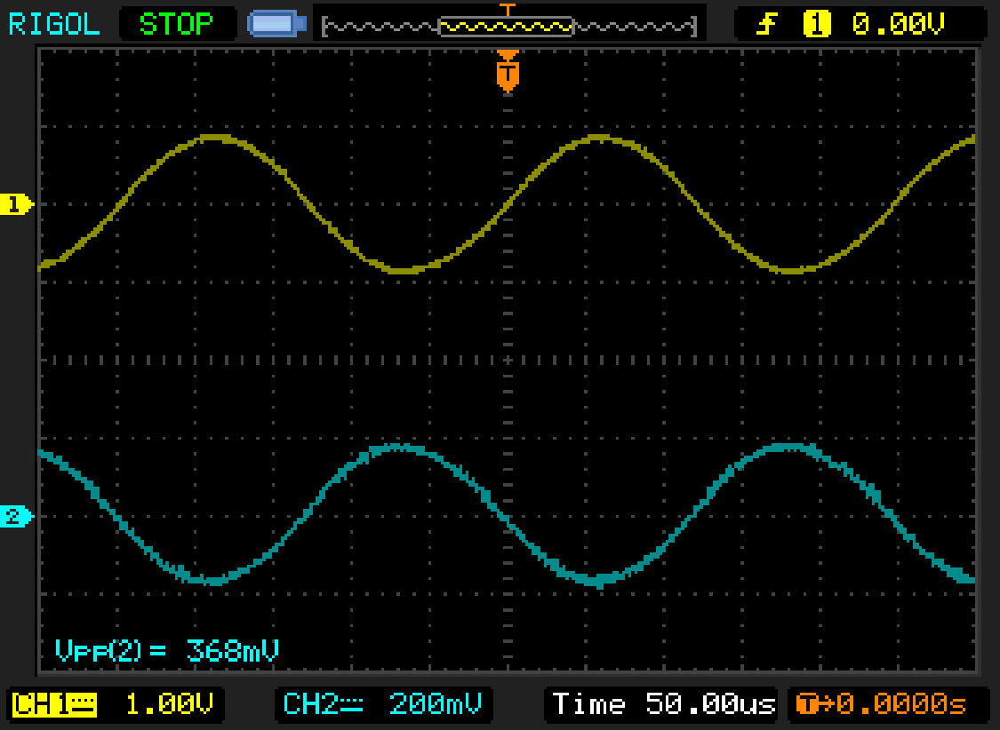 RIGOL STOP T 1 0.00V
T
1
2
Vpp(2)= 368mV
CH1 1.00V CH2 200mV Time 50.00us T→0.0000s